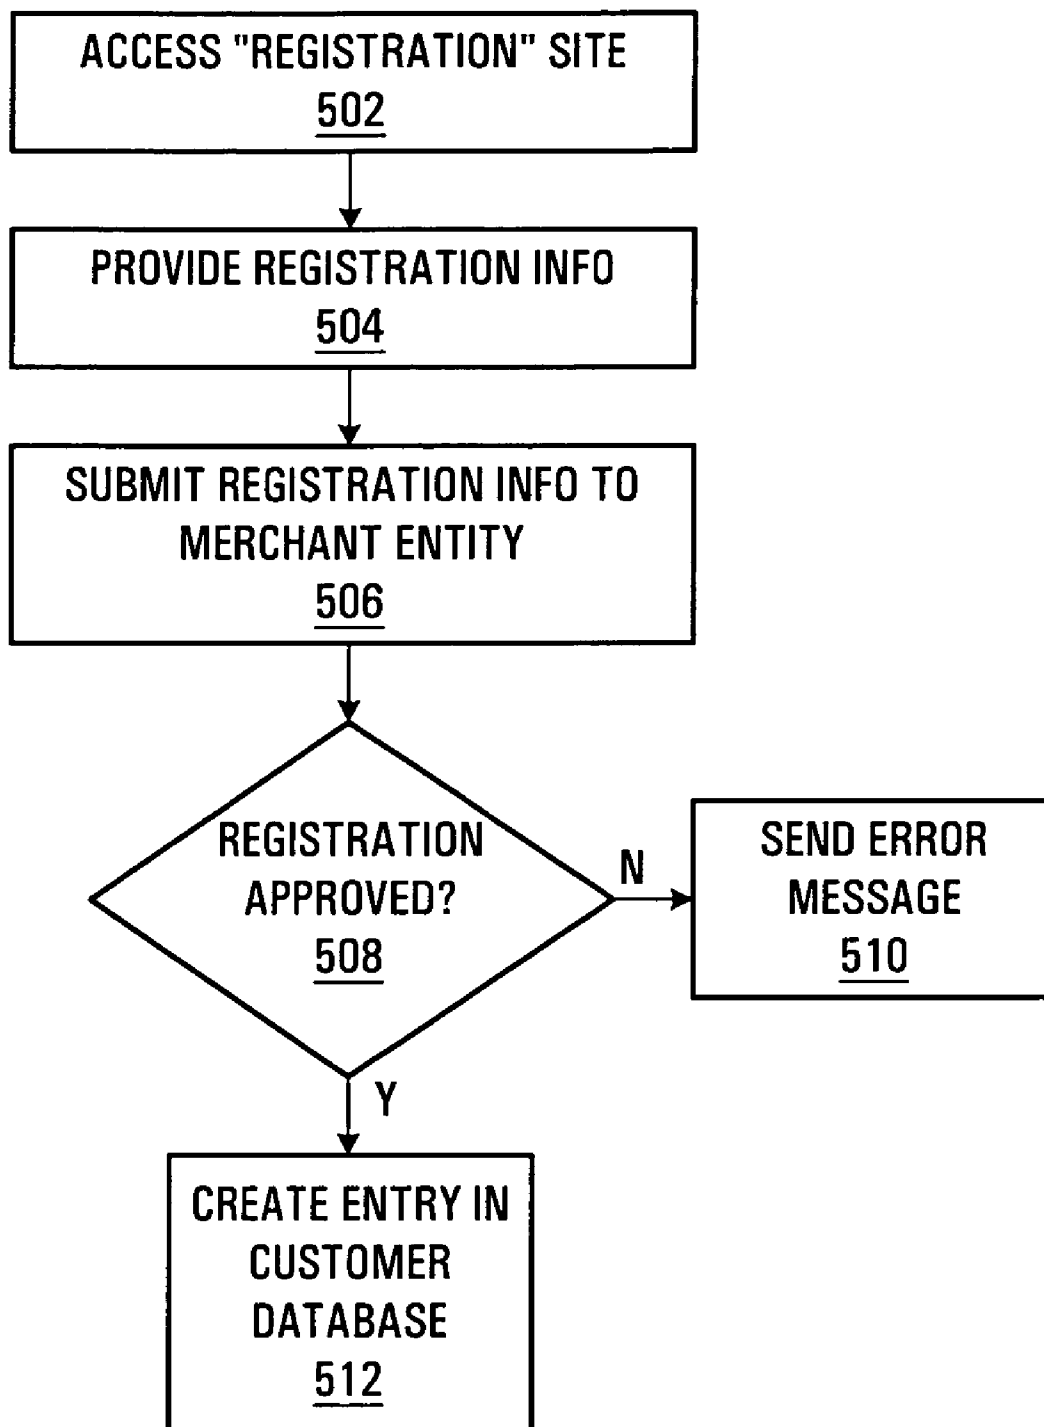 ACCESS "REGISTRATION" SITE
502
PROVIDE REGISTRATION INFO
504
SUBMIT REGISTRATION INFO TO
MERCHANT ENTITY
506
REGISTRATION
APPROVED?
508
N
SEND ERROR
MESSAGE
510
Y
CREATE ENTRY IN
CUSTOMER
DATABASE
512